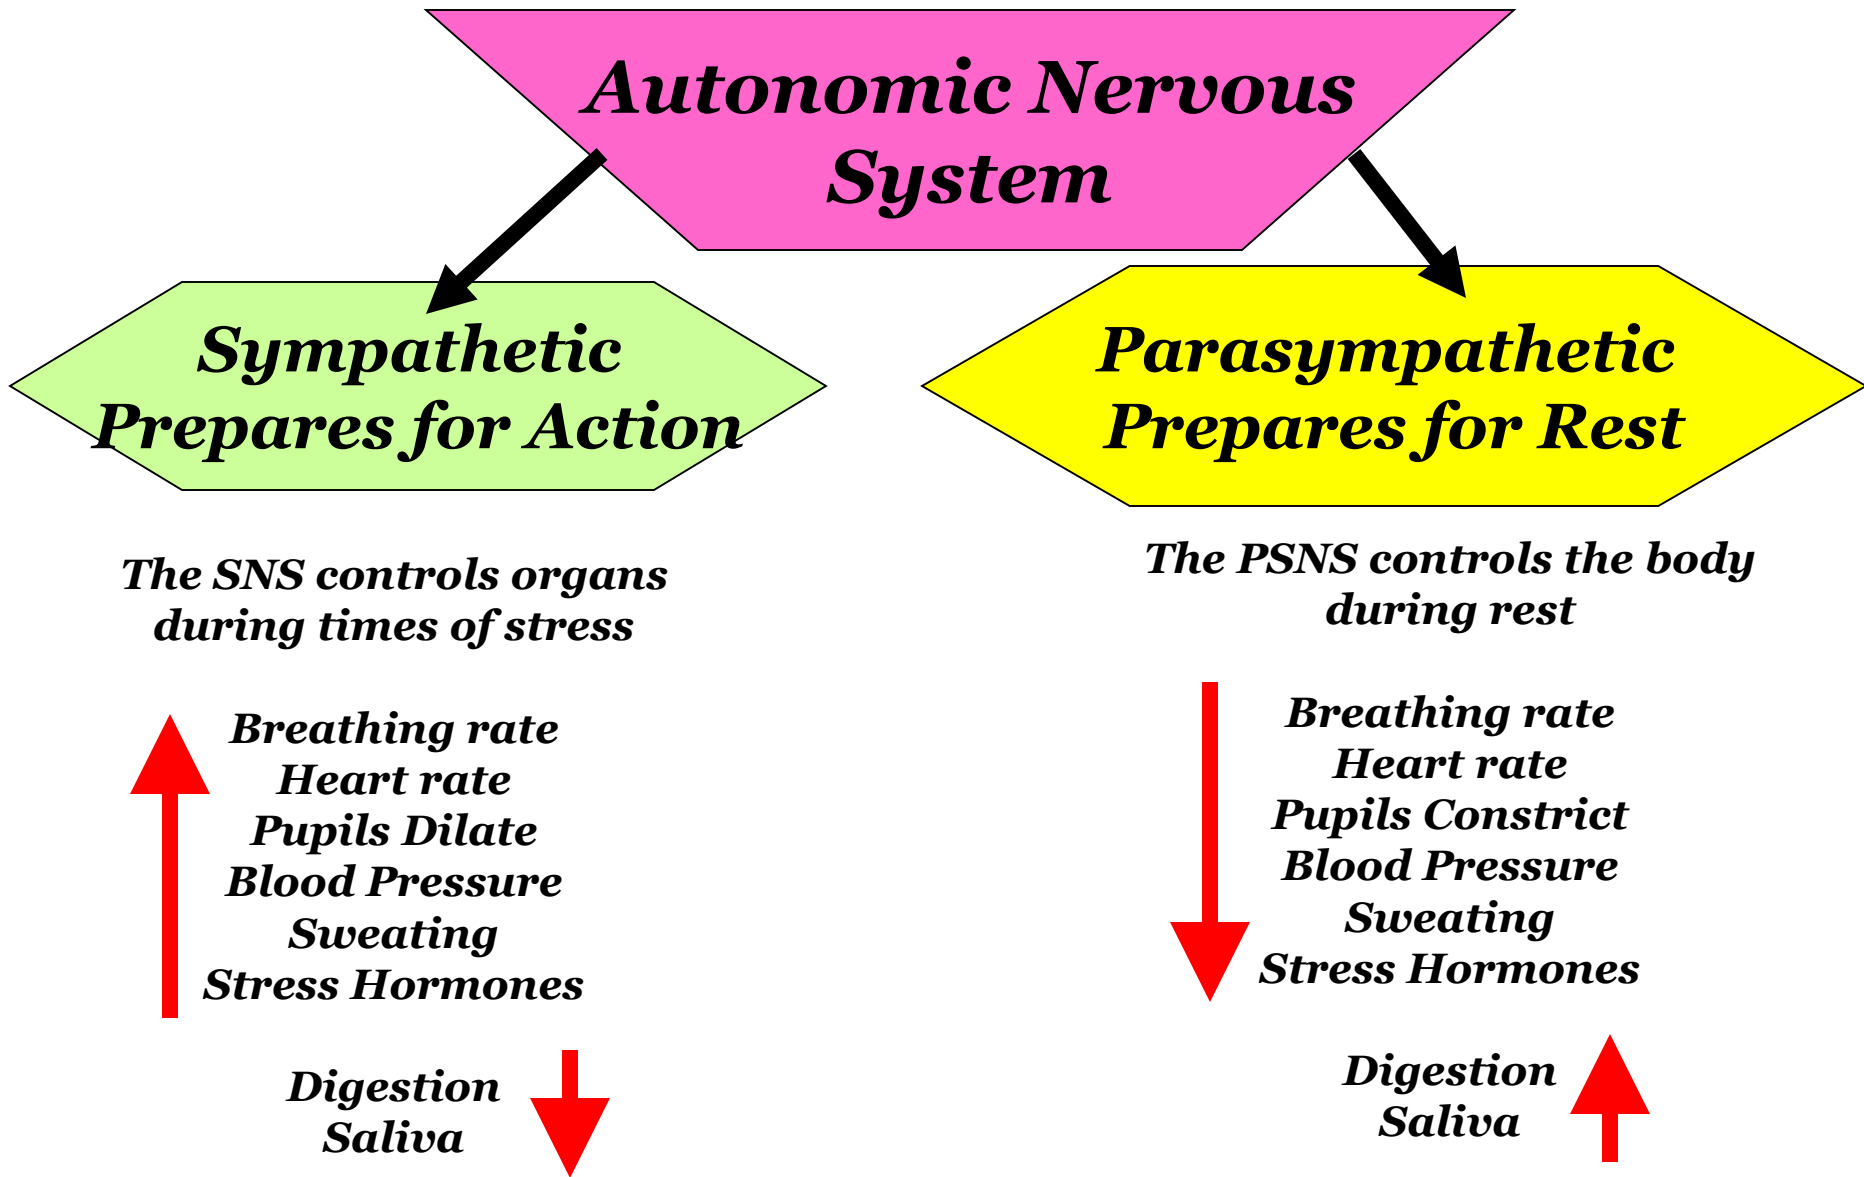 Autonomic Nervous
System
Sympathetic
Prepares for Action
The SNS controls organs
during times of stress
Breathing rate
Heart rate
Pupils Dilate
Blood Pressure
Sweating
Stress Hormones
Digestion
Saliva
Parasympathetic
Prepares for Rest
The PSNS controls the body
during rest
Breathing rate
Heart rate
Pupils Constrict
Blood Pressure
Sweating
Stress Hormones
Digestion
Saliva